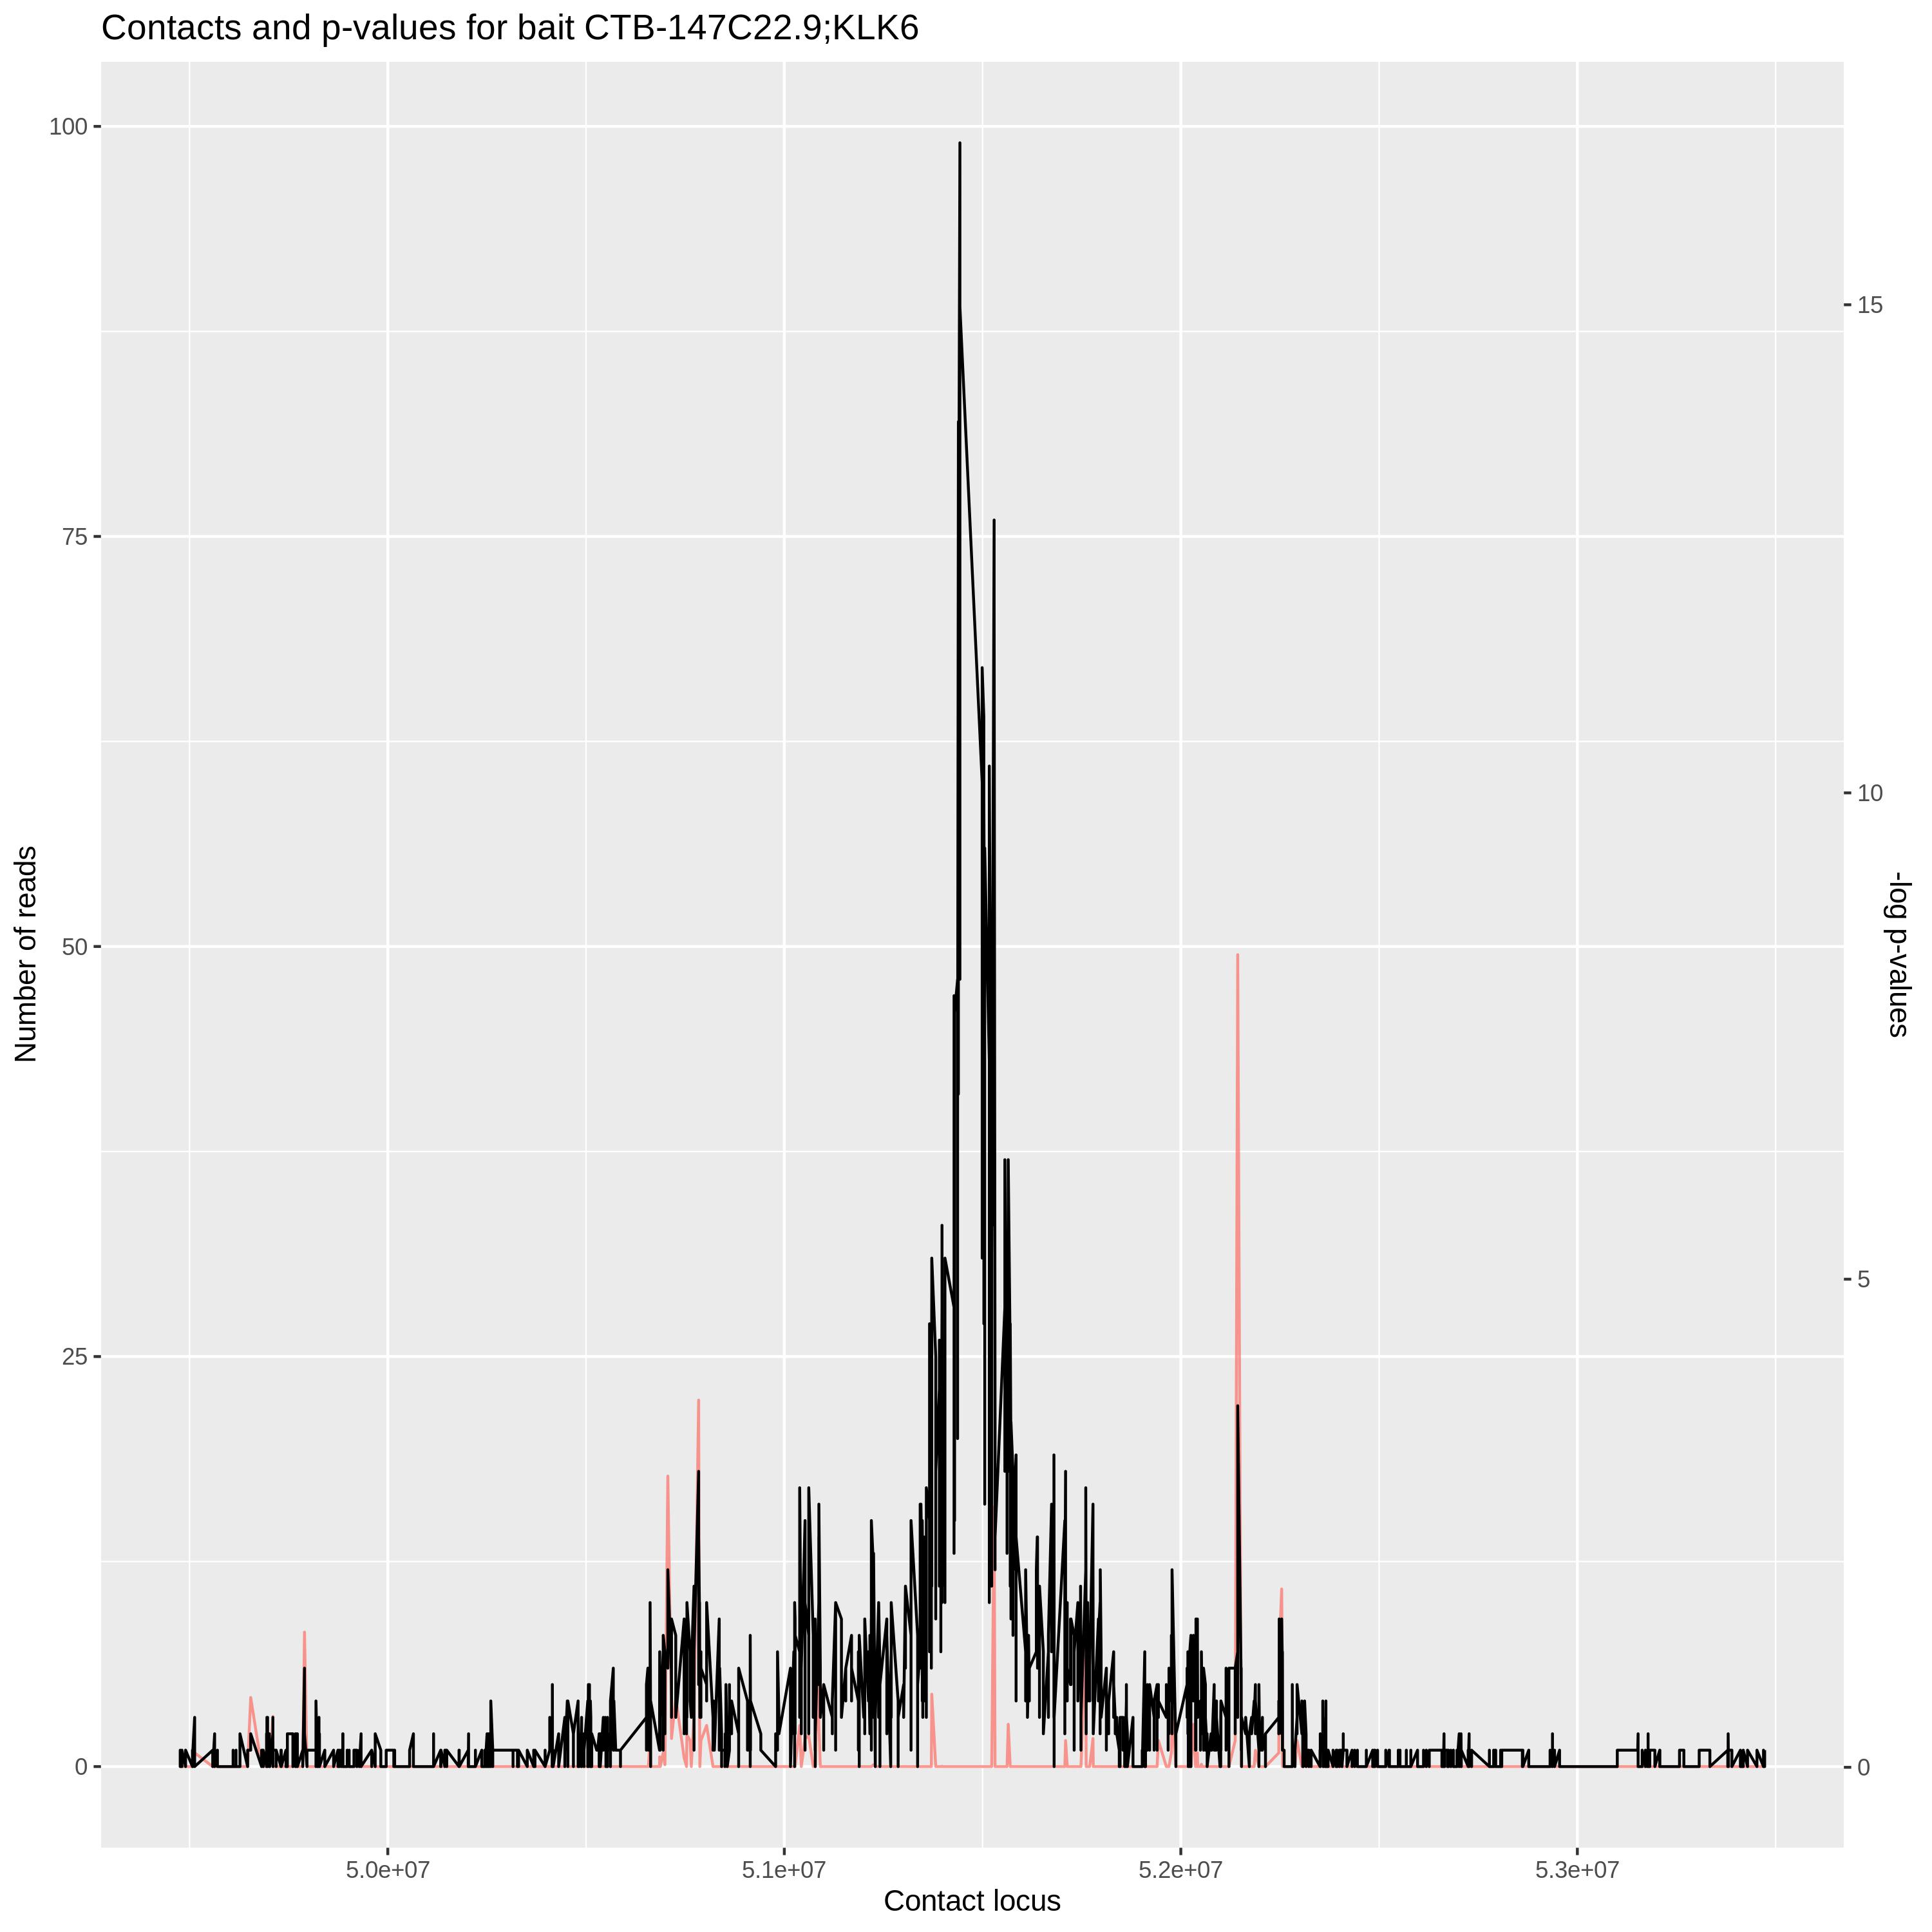 Contacts and p-values for bait CTB-147C22.9;KLK6
100
75
50
25
0
Number of reads
15
10
5
0
-log p-values
5.0e+07
5.1e+07
5.2e+07
5.3e+07
Contact locus